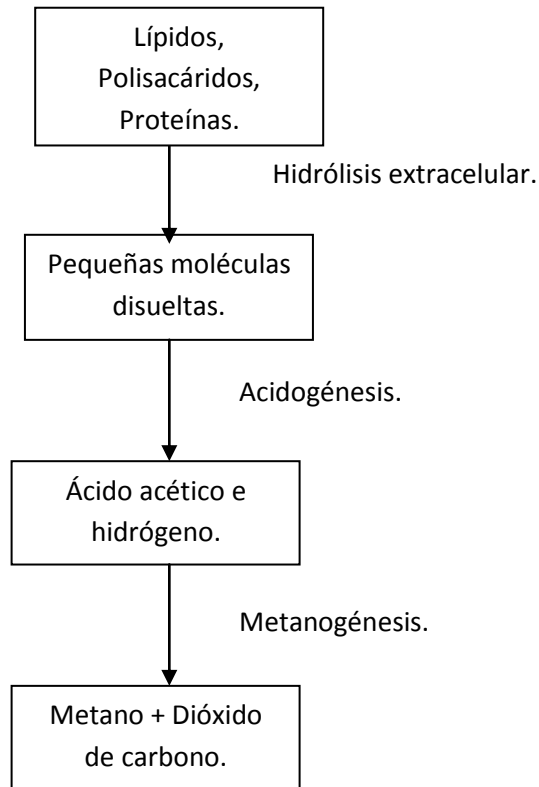 Lípidos,
Polisacáridos,
Proteínas.
Hidrólisis extracelular.
Pequeñas moléculas
disueltas.
Acidogénesis.
Ácido acético e
hidrógeno.
Metanogénesis.
Metano + Dióxido
de carbono.